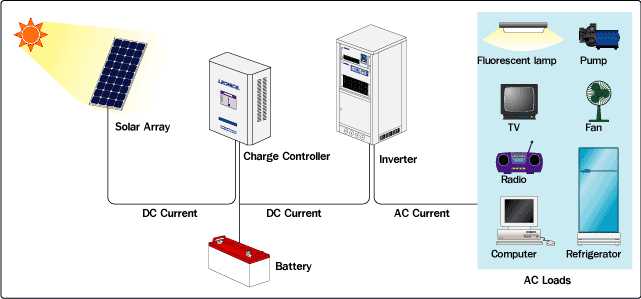 Fluorescent lamp
Pump
LEONICS
Solar Array
Charge Controller
Inverter
TV
Fan
Radio
DC Current
DC Current
AC Current
Battery
Computer
Refrigerator
AC Loads